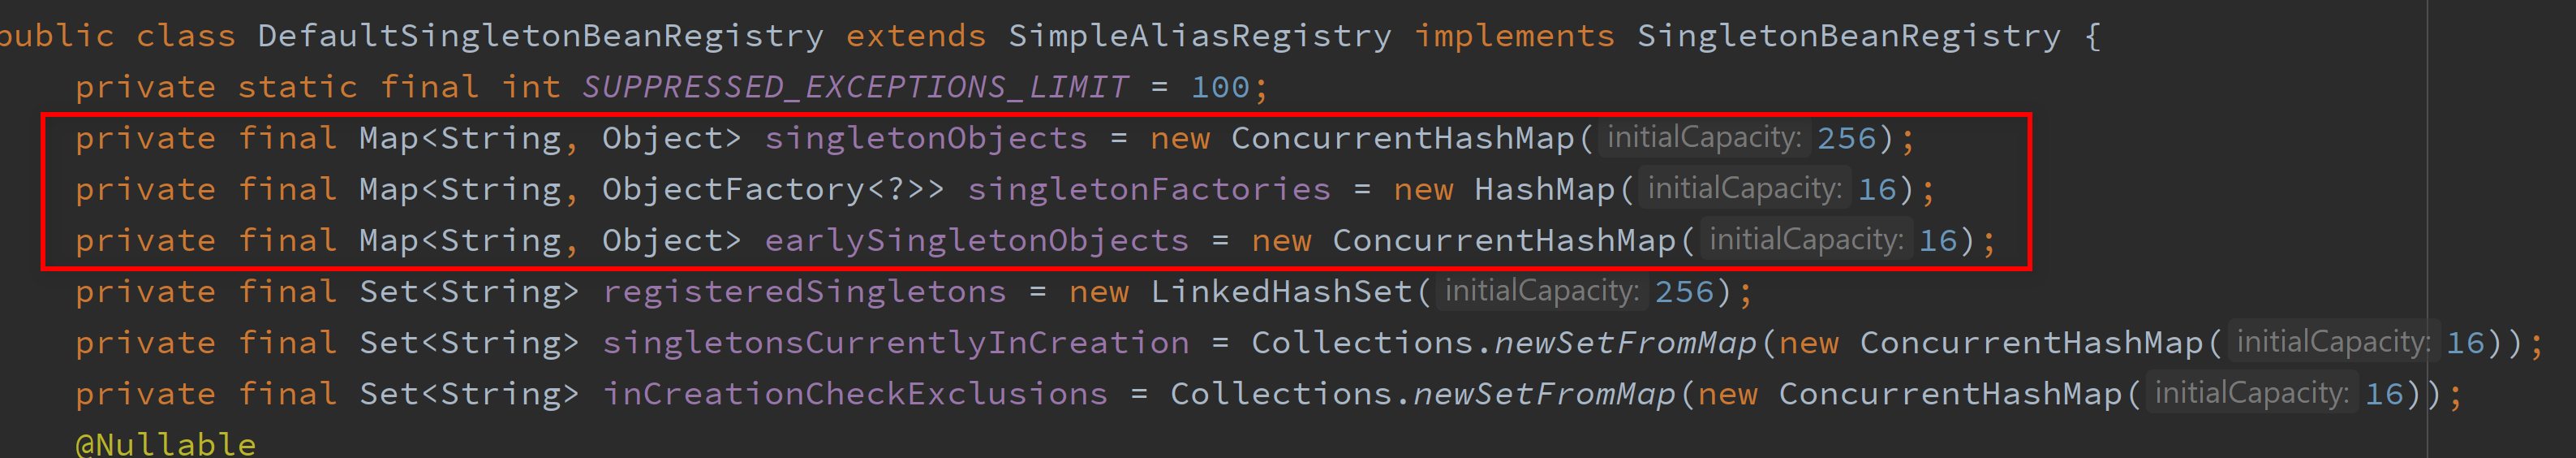 public class DefaultSingletonBeanRegistry extends SimpleAliasRegistry implements SingletonBeanRegistry {
private static final int SUPPRESSED_EXCEPTIONS_LIMIT = 100;
private final Map<String, Object> singletonObjects = new ConcurrentHashMap( initialCapacity: 256);
private final Map<String, ObjectFactory<?>> singletonFactories = new HashMap( initialCapacity: 16);
private final Map<String, Object> earlySingletonObjects = new ConcurrentHashMap( initialCapacity: 16);
private final Set<String> registeredSingletons = new LinkedHashSet( initialCapacity: 256);
private final Set<String> singletonsCurrentlyInCreation = Collections.newSetFromMap(new ConcurrentHashMap( initialCapacity: 16));
private final Set<String> inCreationCheckExclusions = Collections.newSetFromMap(new ConcurrentHashMap( initialCapacity: 16));
@Nullable